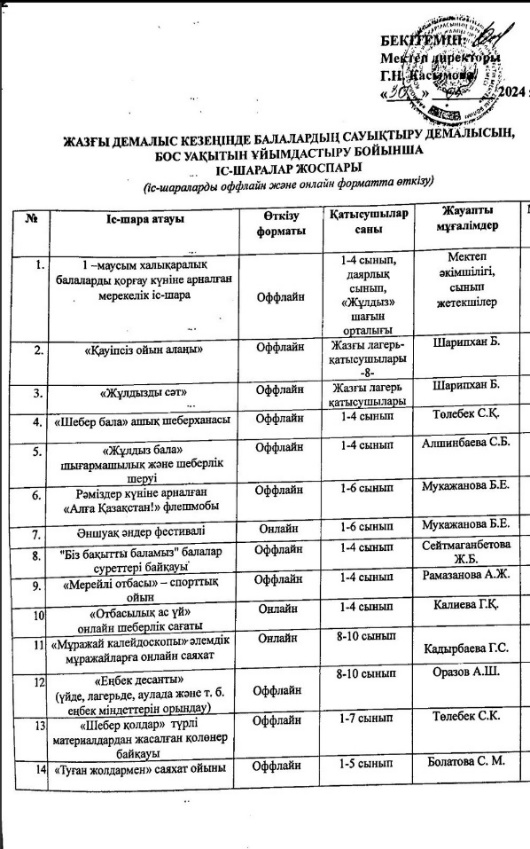 БЕКІТЕМІН:
Мектеп директоры
Г.Н. Касымова
«30» 2024
ЖАЗҒЫ ДЕМАЛЫС КЕЗЕҢІНДЕ БАЛАЛАРДЫҢ САУЫҚТЫРУ ДЕМАЛЫСЫН,
БОС УАҚЫТЫН ҰЙЫМДАСТЫРУ БОЙЫНША
ІС-ШАРАЛАР ЖОСПАРЫ
(іс-шараларды оффлайн және онлайн форматта өткізу)
№ Іс-шара атауы Өткізу форматы Қатысушылар саны Жауапты мұғалімдер
1. 1 –маусым халықаралық балаларды қорғау күніне арналған мерекелік іс-шара Оффлайн 1-4 сынып, даярлық сынып, «Жұлдыз» шағын орталығы Мектеп әкімшілігі, сынып жетекшілер
2. «Қауіпсіз ойын алаңы» Оффлайн Жазғы лагерь-қатысушылары -8- Шарипхан Б.
3. «Жұлдызды сәт» Оффлайн Жазғы лагерь қатысушылары Шарипхан Б.
4. «Шебер бала» ашық шеберханасы Оффлайн 1-4 сынып Төлебек С.Қ.
5. «Жұлдыз бала» шығармашылық және шеберлік шеруі Оффлайн 1-4 сынып Алшинбаева С.Б.
6. Рәміздер күніне арналған «Алға Қазақстан!» флешмобы Оффлайн 1-6 сынып Мукажанова Б.Е.
7. Әншуақ әндер фестивалі Онлайн 1-6 сынып Мукажанова Б.Е.
8. "Біз бақытты баламыз" балалар суреттері байқауы Оффлайн 1-4 сынып Сейтмаганбетова Ж.Б.
9. «Мерейлі отбасы» – спорттық ойын Оффлайн 1-4 сынып Рамазанова А.Ж.
10 «Отбасылық ас үй» онлайн шеберлік сағаты Онлайн 1-4 сынып Калиева Г.Қ.
11 «Мұражай калейдоскопы» әлемдік мұражайларға онлайн саяхат Онлайн 8-10 сынып Кадырбаева Г.С.
12 «Еңбек десанты» (үйде, лагерьде, аулада және т. б. еңбек міндеттерін орындау) Оффлайн 8-10 сынып Оразов А.Ш.
13 «Шебер қолдар» түрлі материалдардан жасалған қолөнер байқауы Оффлайн 1-7 сынып Төлебек С.К.
14 «Туған жолдармен» саяхат ойыны Оффлайн 1-5 сынып Болатова С. М.